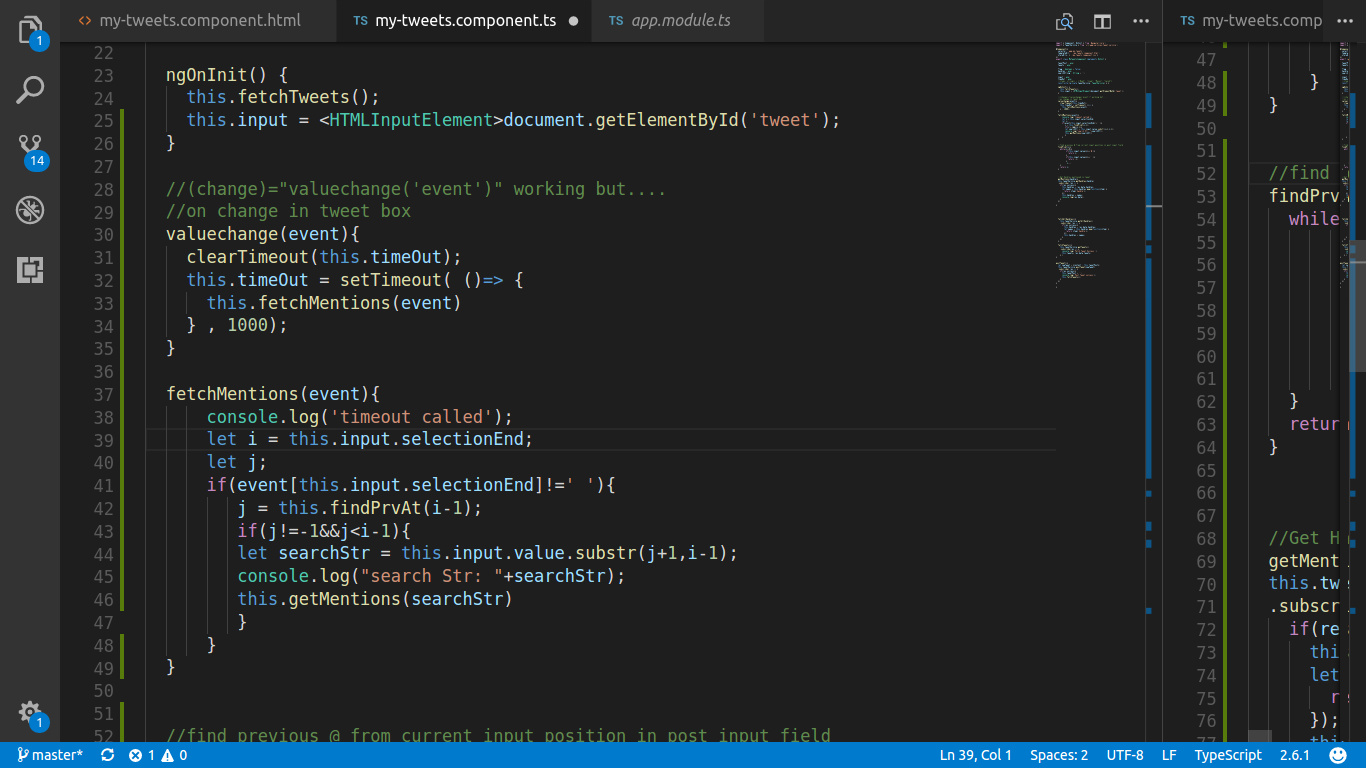 my-tweets.component.html
TS my-tweets.component.ts
TS app.module.ts
TS my-tweets.comp
1
14
1
22
23 ngOnInit() {
24 this.fetchTweets();
25 this.input = <HTMLInputElement>document.getElementById('tweet');
26 }
27
28 //(change)="valuechange('event')" working but....
29 //on change in tweet box
30 valuechange(event){
31 clearTimeout(this.timeOut);
32 this.timeOut = setTimeout( ()=> {
33 this.fetchMentions(event)
34 } , 1000);
35 }
36
37 fetchMentions(event){
38 console.log('timeout called');
39 let i = this.input.selectionEnd;
40 let j;
41 if(event[this.input.selectionEnd]!=' '){
42 j = this.findPrvAt(i-1);
43 if(j!=-1&&j<i-1){
44 let searchStr = this.input.value.substr(j+1,i-1);
45 console.log("search Str: "+searchStr);
46 this.getMentions(searchStr)
47 }
48 }
49 }
50
51
52 //find previous @ from current input position in post input field
47
48 }
49 }
50
51
52 //find
53 findPrv
54 while
55
56
57
58
59
60
61
62 }
63 retur
64 }
65
66
67
68 //Get H
69 getMent
70 this.tw
71 .subscr
72 if(re
73 thi
74 let
75 r
76 });
77 thi
master*
1 0
Ln 39, Col 1 Spaces: 2 UTF-8 LF TypeScript 2.6.1